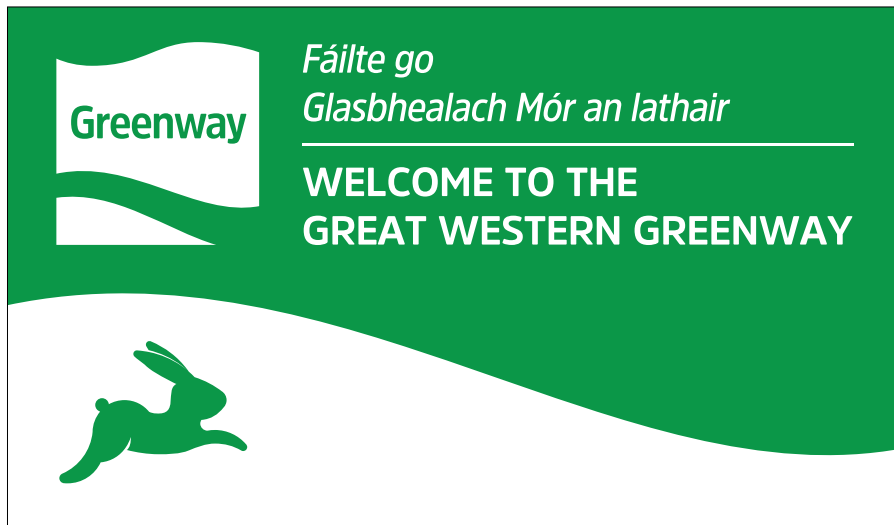 Greenway
Fáilte go
Glasbhealach Mór an Iathair
WELCOME TO THE
GREAT WESTERN GREENWAY